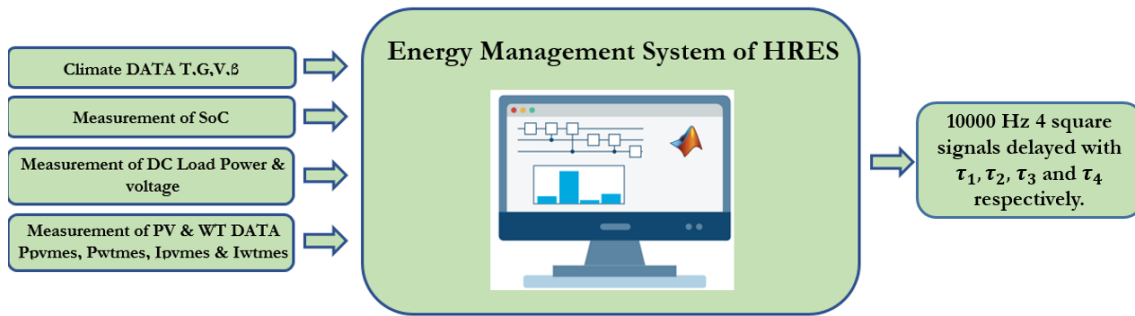 Energy Management System of HRES
Climate DATA T,G,V,ß
Measurement of SoC
Measurement of DC Load Power &
voltage
Measurement of PV & WT DATA
Ppvmes, Pwtmes, Ipvmes & Iwtmes
10000 Hz 4 square
signals delayed with
τ₁, τ₂, τ₃ and τ₄
respectively.